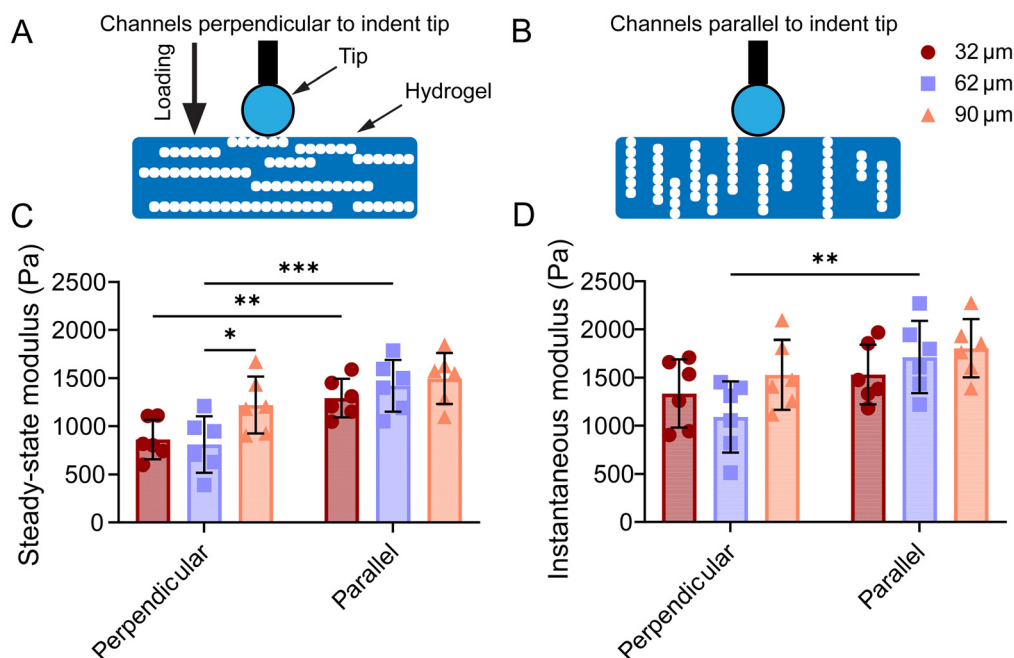 A
Channels perpendicular to indent tip
Loading
Tip
Hydrogel
B
Channels parallel to indent tip
32 µm
62 µm
90 µm
C
Steady-state modulus (Pa)
2500
2000
1500
1000
500
0
***
**
*
Perpendicular
Parallel
D
Instantaneous modulus (Pa)
2500
2000
1500
1000
500
0
**
Perpendicular
Parallel